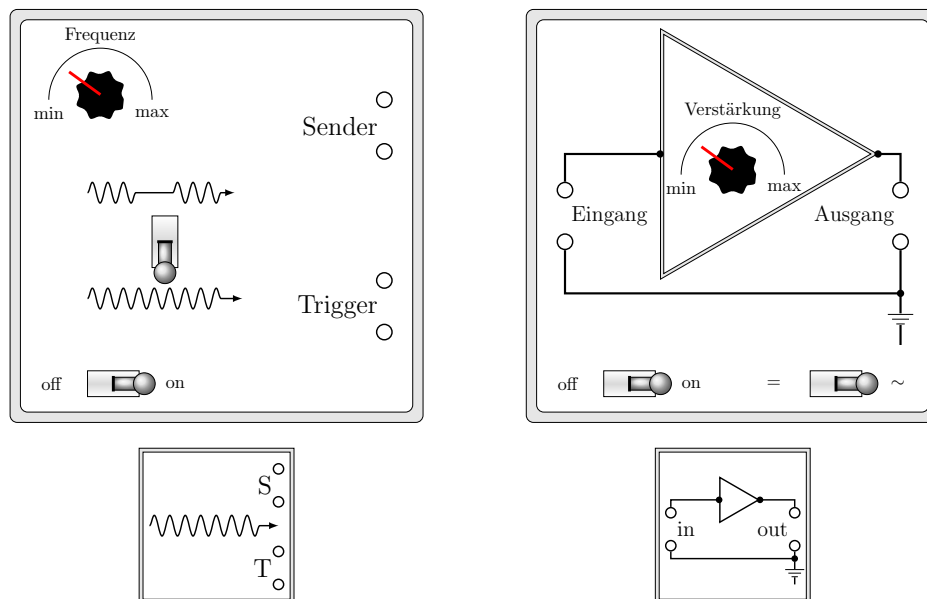 Frequenz
min
max
Sender
Trigger
off
on
Verstärkung
min
max
Eingang
Ausgang
off
on
=
~
S
T
in
out